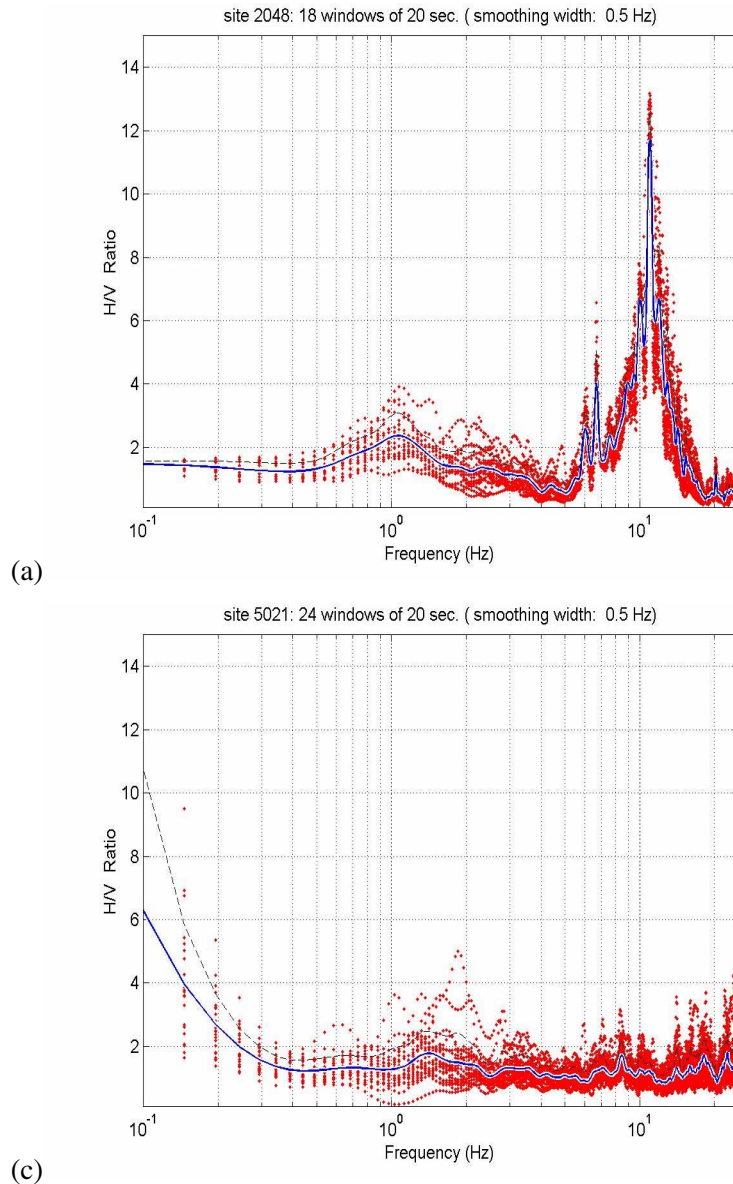 site 2048: 18 windows of 20 sec. ( smoothing width:  0.5 Hz)
14
12
10
8
6
4
2
H/V  Ratio
10^-1
10^0
10^1
Frequency (Hz)
(a)
site 5021: 24 windows of 20 sec. ( smoothing width:  0.5 Hz)
14
12
10
8
6
4
2
H/V  Ratio
10^-1
10^0
10^1
Frequency (Hz)
(c)